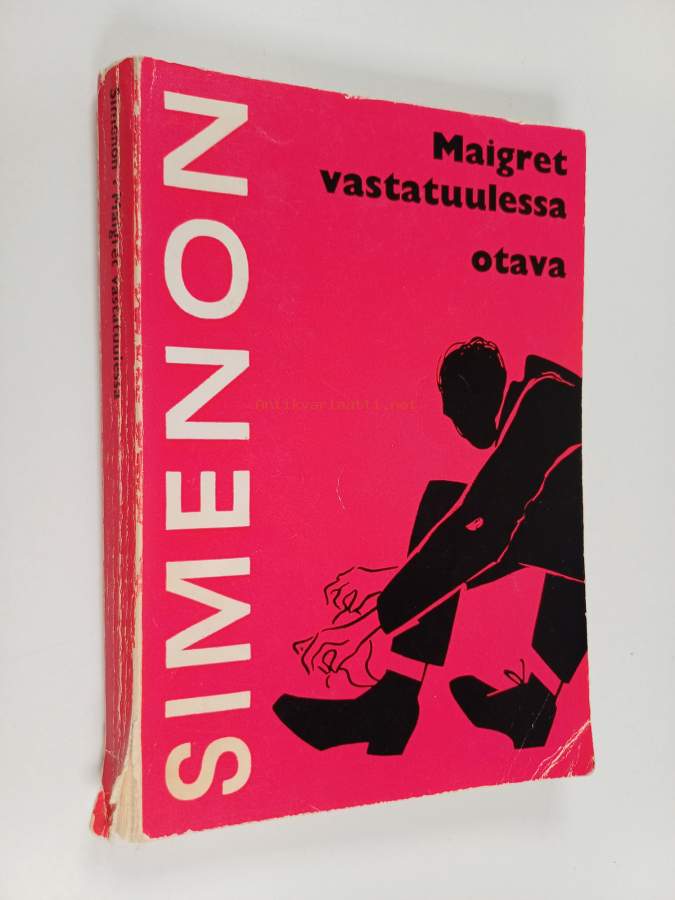 SIMENON
Maigret
vastatuulessa
otava
Simenon • Maigret vastatuulessa
Antikvariaatti.net